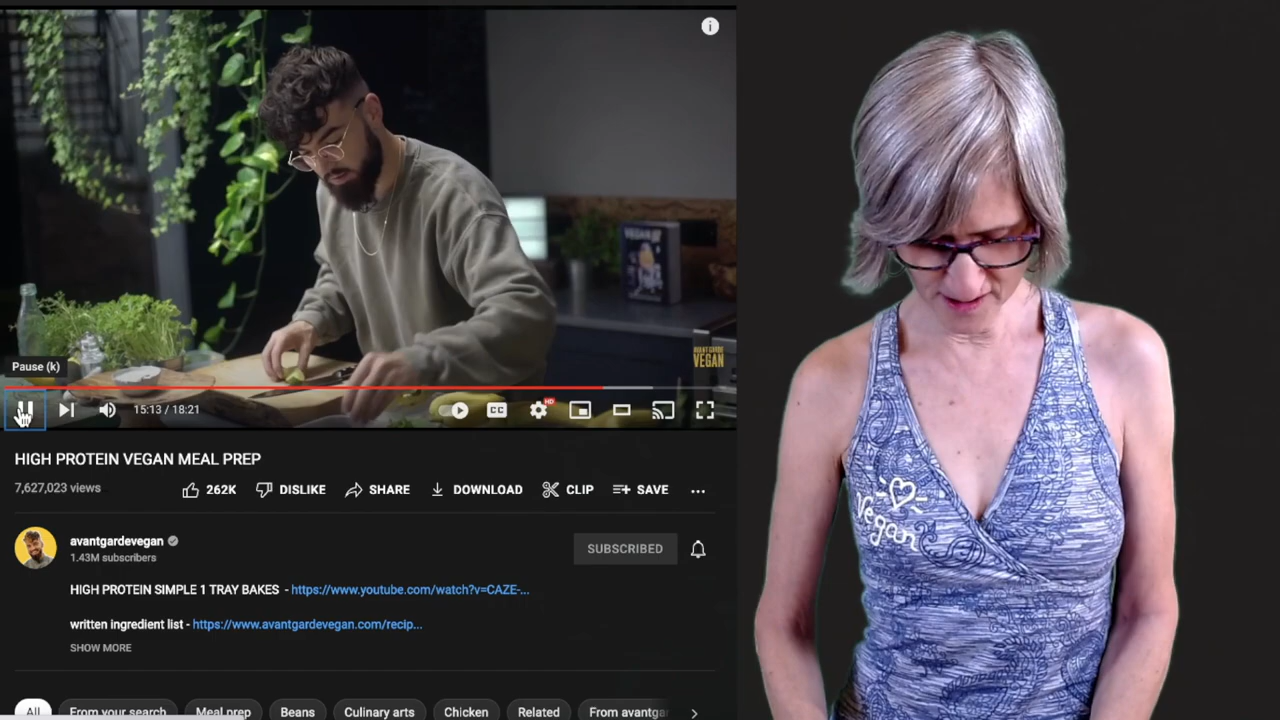 i
AVANTGARDE
VEGAN
Pause (k)
15:13 / 18:21
CC
HD
HIGH PROTEIN VEGAN MEAL PREP
7,627,023 views
262K
DISLIKE
SHARE
DOWNLOAD
CLIP
SAVE
avantgardevegan
1.43M subscribers
SUBSCRIBED
HIGH PROTEIN SIMPLE 1 TRAY BAKES - https://www.youtube.com/watch?v=CAZE-...
written ingredient list - https://www.avantgardevegan.com/recip...
SHOW MORE
All
From your search
Meal prep
Beans
Culinary arts
Chicken
Related
From avantga
Vegan